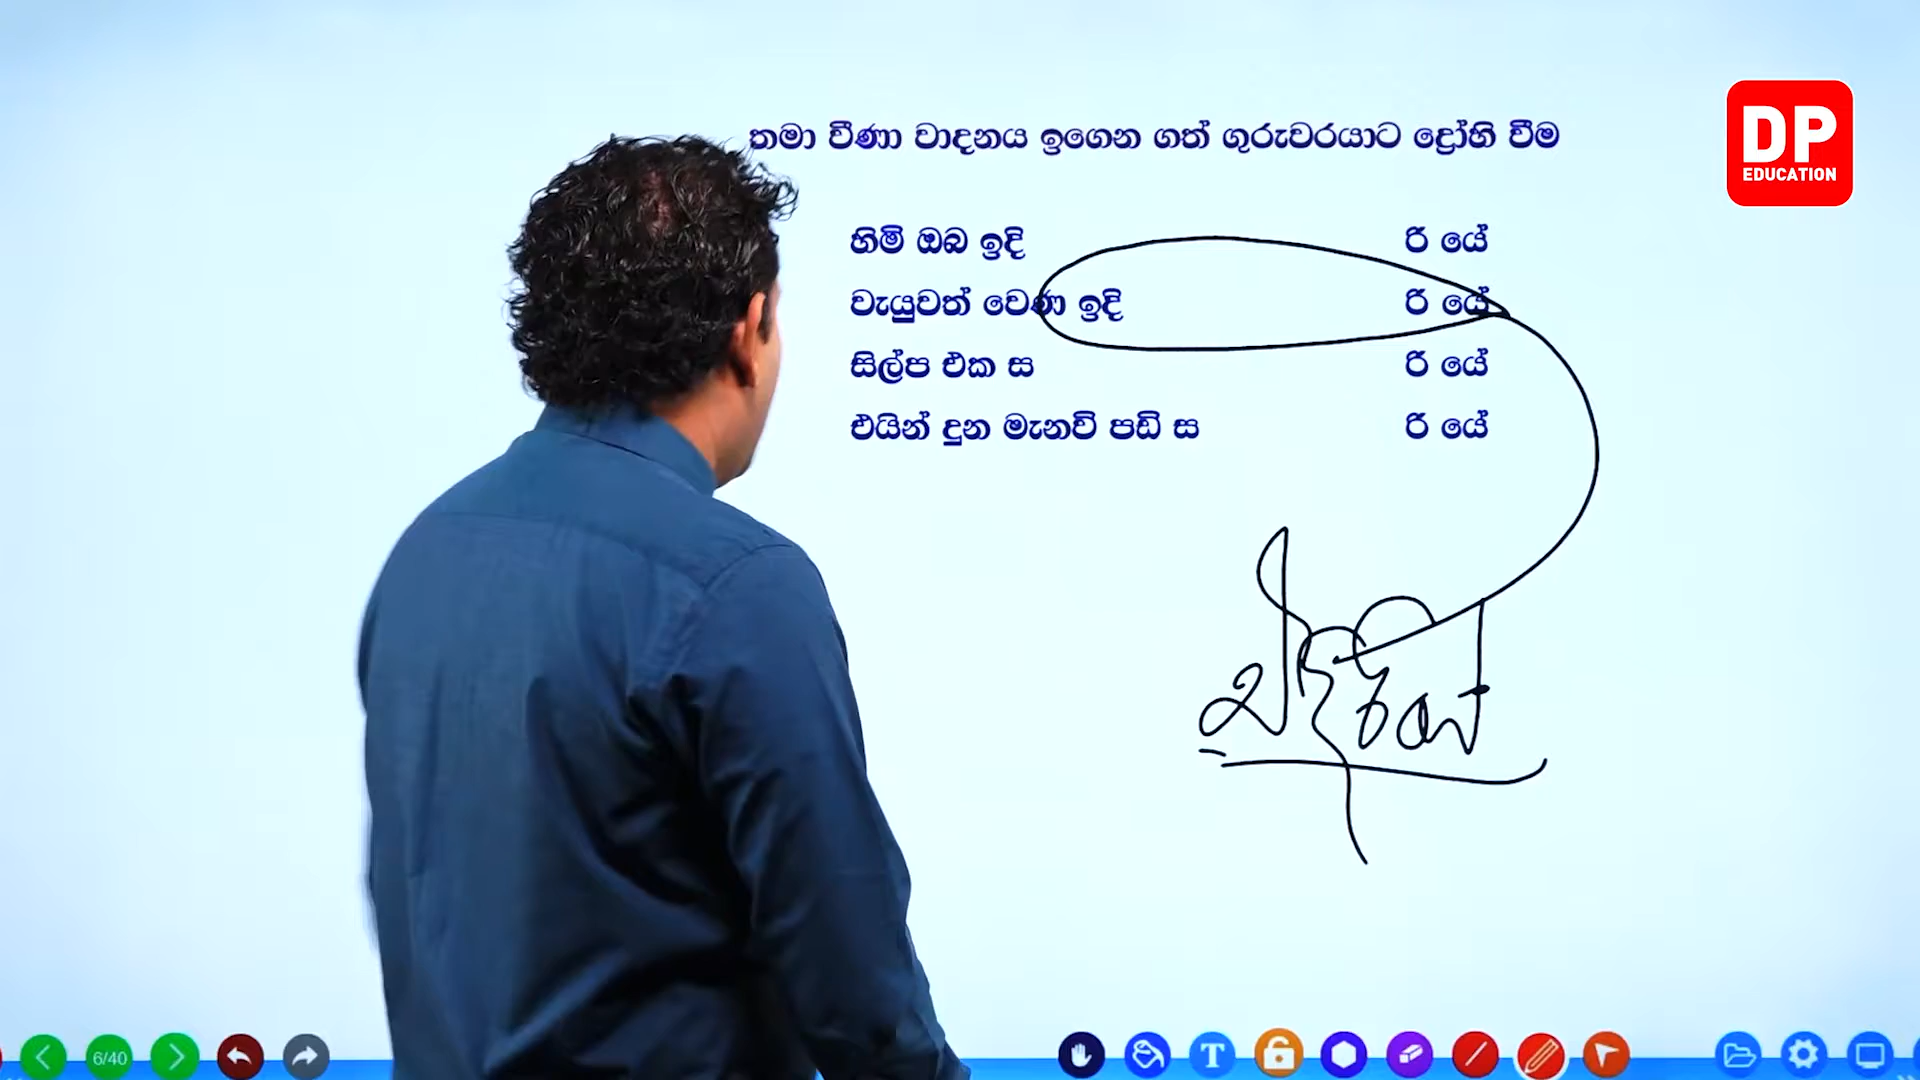 තමා වීණා වාදනය ඉගෙන ගත් ගුරුවරයාට ද්‍රෝහි වීම
DP
EDUCATION
හිමි ඔබ ඉදි රි යේ
වැයුවත් වෙණ ඉදි රි යේ
සිල්ප එක ස රි යේ
එයින් දුන මැනවි පඩි ස රි යේ
6/40
T